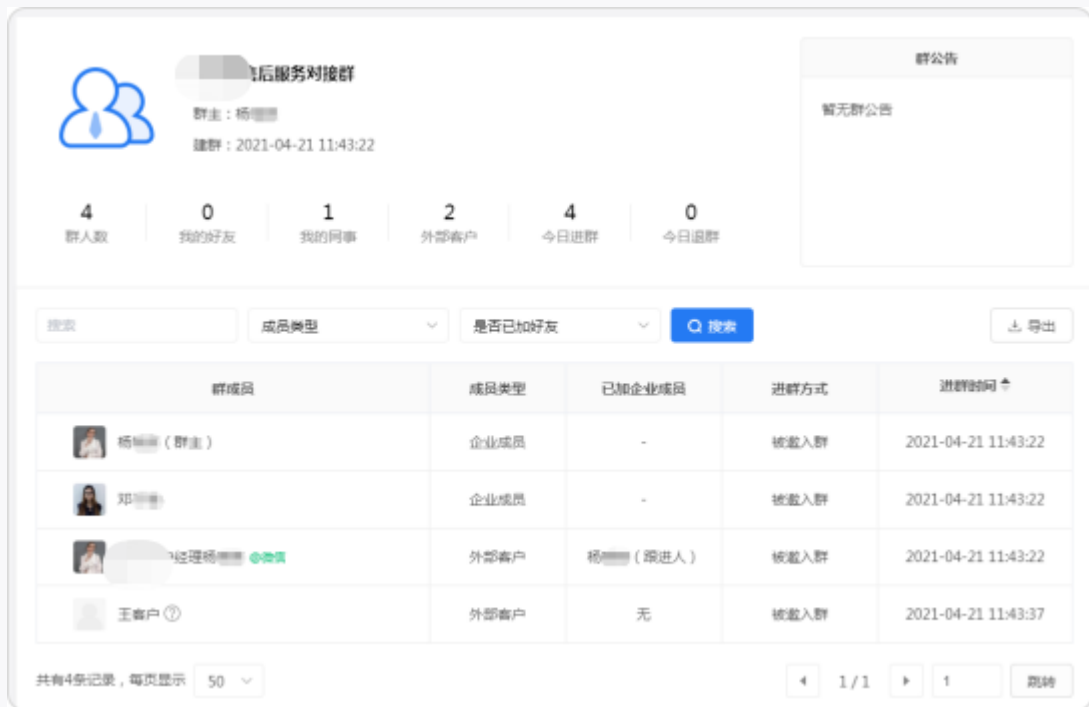 售后服务对接群
群主：杨
建群：2021-04-21 11:43:22
群公告
暂无群公告
4 0 1 2 4 0
群人数 我的好友 我的同事 外部客户 今日进群 今日退群
搜索 成员类型 是否已加好友 搜索 导出
群成员 成员类型 已加企业成员 进群方式 进群时间
杨（群主） 企业成员 - 被邀入群 2021-04-21 11:43:22
邓 企业成员 - 被邀入群 2021-04-21 11:43:22
经理杨 @微信 外部客户 杨（跟进人） 被邀入群 2021-04-21 11:43:22
王客户 外部客户 无 被邀入群 2021-04-21 11:43:37
共有4条记录，每页显示 50 1/1 1 跳转